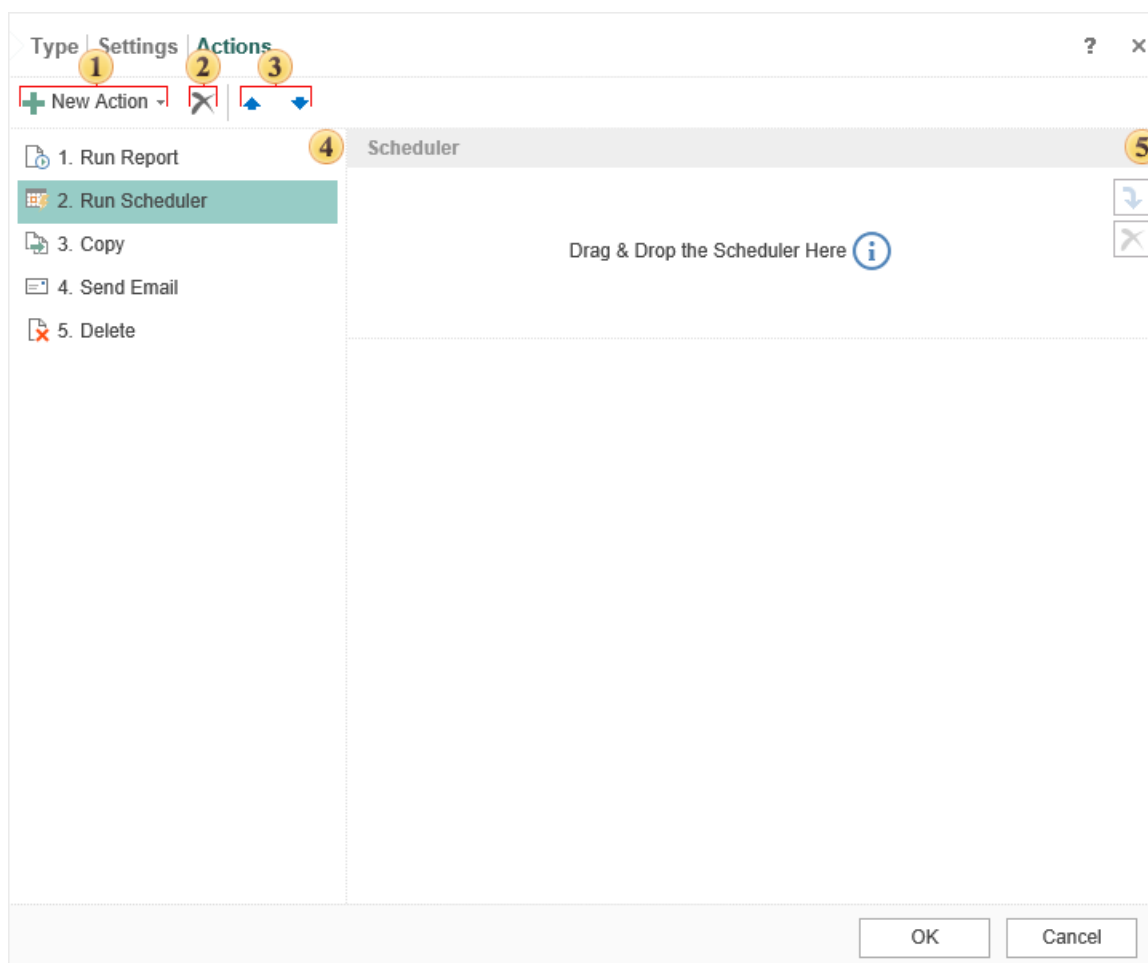 Type Settings Actions ? ×
1 2 3
New Action
4 Scheduler 5
1. Run Report
2. Run Scheduler
3. Copy
4. Send Email
5. Delete
Drag & Drop the Scheduler Here i
OK Cancel